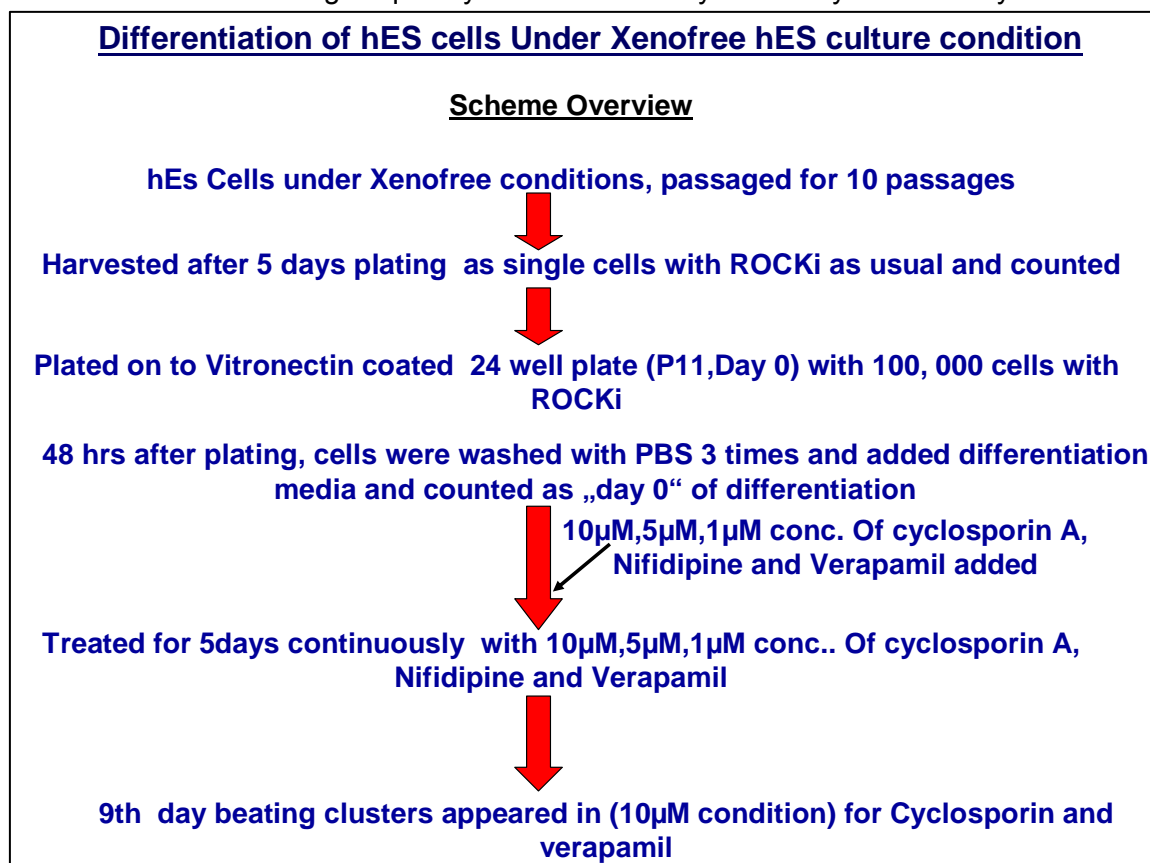 Differentiation of hES cells Under Xenofree hES culture condition
Scheme Overview
hEs Cells under Xenofree conditions, passaged for 10 passages
Harvested after 5 days plating as single cells with ROCKi as usual and counted
Plated on to Vitronectin coated 24 well plate (P11,Day 0) with 100, 000 cells with
ROCKi
48 hrs after plating, cells were washed with PBS 3 times and added differentiation
media and counted as „day 0“ of differentiation
10µM,5µM,1µM conc. Of cyclosporin A,
Nifidipine and Verapamil added
Treated for 5days continuously with 10µM,5µM,1µM conc.. Of cyclosporin A,
Nifidipine and Verapamil
9th day beating clusters appeared in (10µM condition) for Cyclosporin and
verapamil